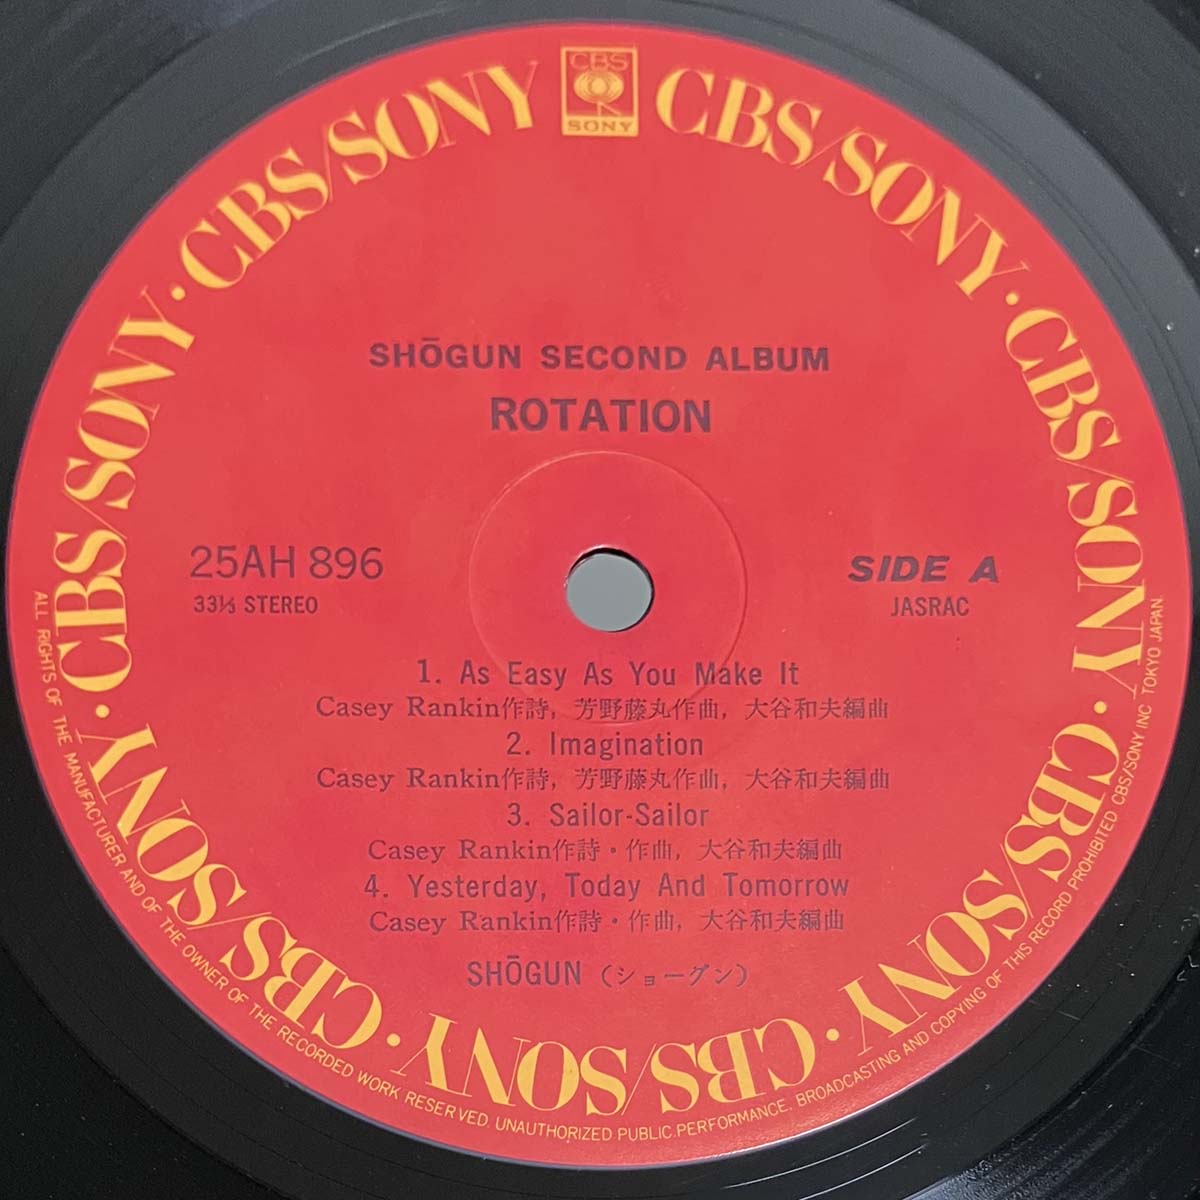 CBS
SONY
CBS/SONY · CBS/SONY · CBS/SONY · CBS/SONY · CBS/SONY · CBS/SONY · CBS/SONY · CBS/SONY · CBS/SONY
SHŌGUN SECOND ALBUM
ROTATION
25AH 896
33⅓ STEREO
SIDE A
JASRAC
1. As Easy As You Make It
Casey Rankin作詩, 芳野藤丸作曲, 大谷和夫編曲
2. Imagination
Casey Rankin作詩, 芳野藤丸作曲, 大谷和夫編曲
3. Sailor-Sailor
Casey Rankin作詩・作曲, 大谷和夫編曲
4. Yesterday, Today And Tomorrow
Casey Rankin作詩・作曲, 大谷和夫編曲
SHŌGUN (ショーグン)
ALL RIGHTS OF THE MANUFACTURER AND OF THE OWNER OF THE RECORDED WORK RESERVED. UNAUTHORIZED PUBLIC PERFORMANCE. BROADCASTING AND COPYING OF THIS RECORD PROHIBITED CBS/SONY INC TOKYO JAPAN.